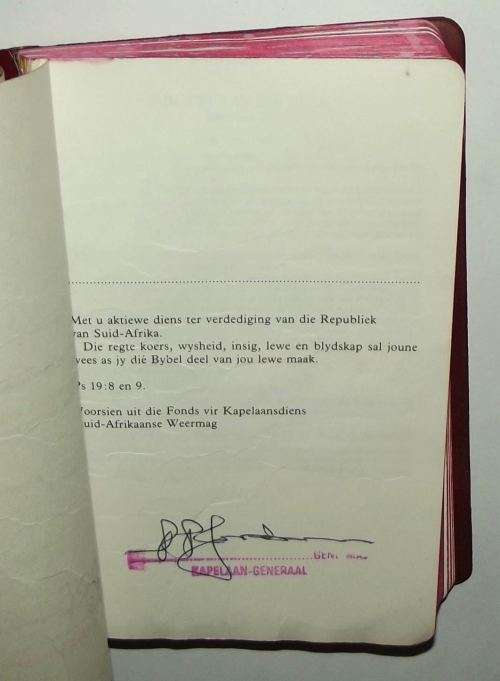 Met u aktiewe diens ter verdediging van die Republiek
van Suid-Afrika.
Die regte koers, wysheid, insig, lewe en blydskap sal joune
wees as jy dié Bybel deel van jou lewe maak.
Ps 19:8 en 9.
Voorsien uit die Fonds vir Kapelaansdiens
Suid-Afrikaanse Weermag
GENL
KAPELAAN-GENERAAL